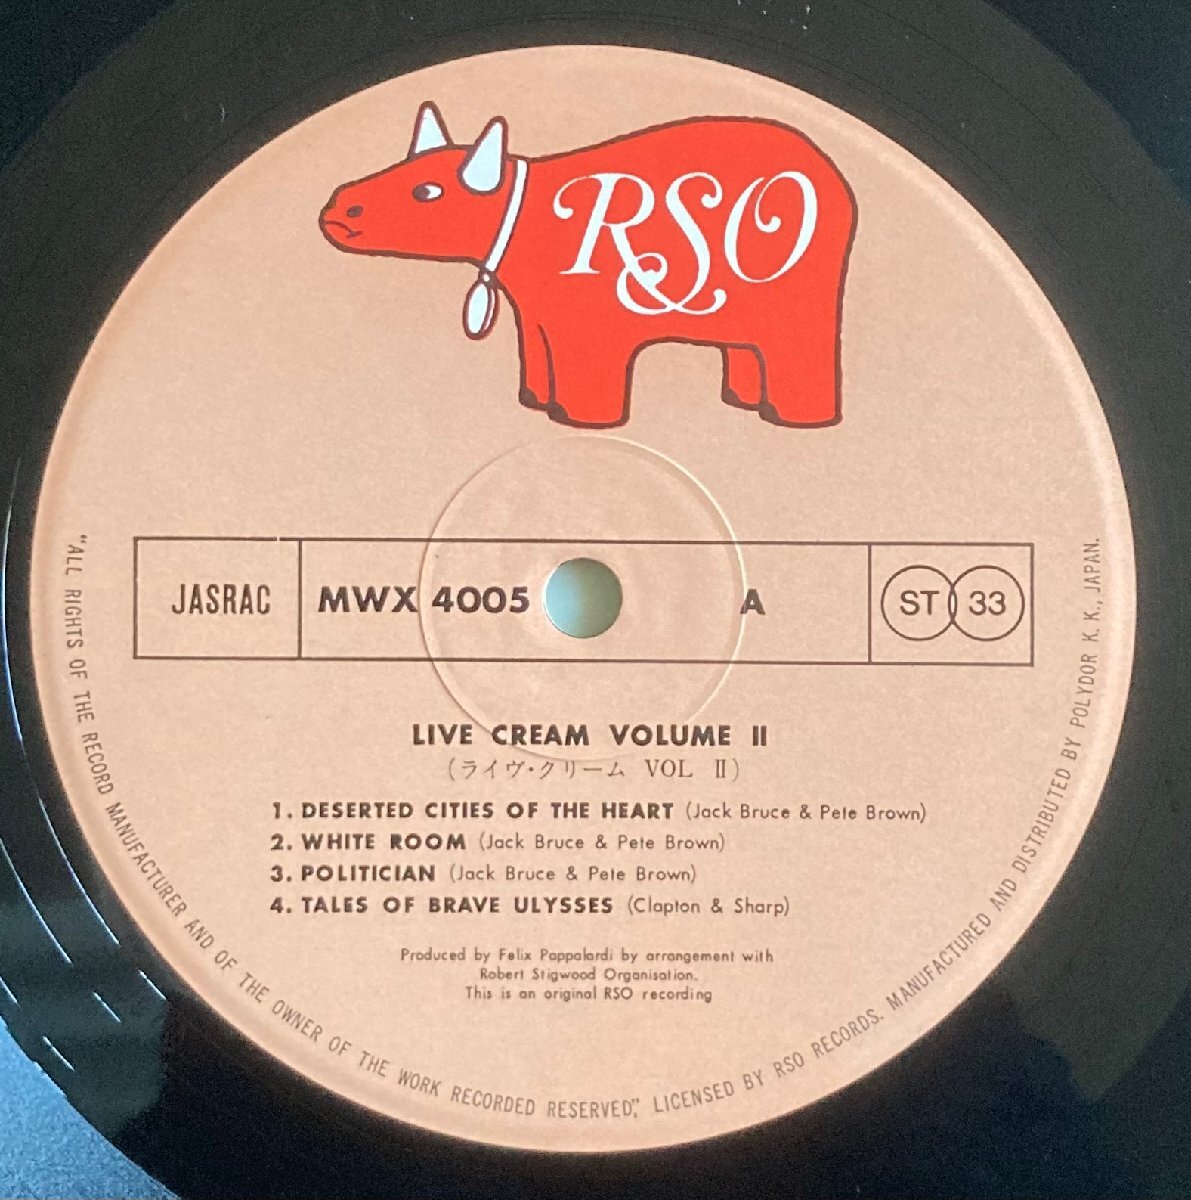 RSO
JASRAC
MWX 4005
A
ST 33
LIVE CREAM VOLUME II
(ライヴ・クリーム VOL II)
1. DESERTED CITIES OF THE HEART (Jack Bruce & Pete Brown)
2. WHITE ROOM (Jack Bruce & Pete Brown)
3. POLITICIAN (Jack Bruce & Pete Brown)
4. TALES OF BRAVE ULYSSES (Clapton & Sharp)
Produced by Felix Pappalardi by arrangement with
Robert Stigwood Organisation.
This is an original RSO recording
"ALL RIGHTS OF THE RECORD MANUFACTURER AND OF THE OWNER OF THE WORK RECORDED RESERVED", LICENSED BY RSO RECORDS. MANUFACTURED AND DISTRIBUTED BY POLYDOR K. K., JAPAN.